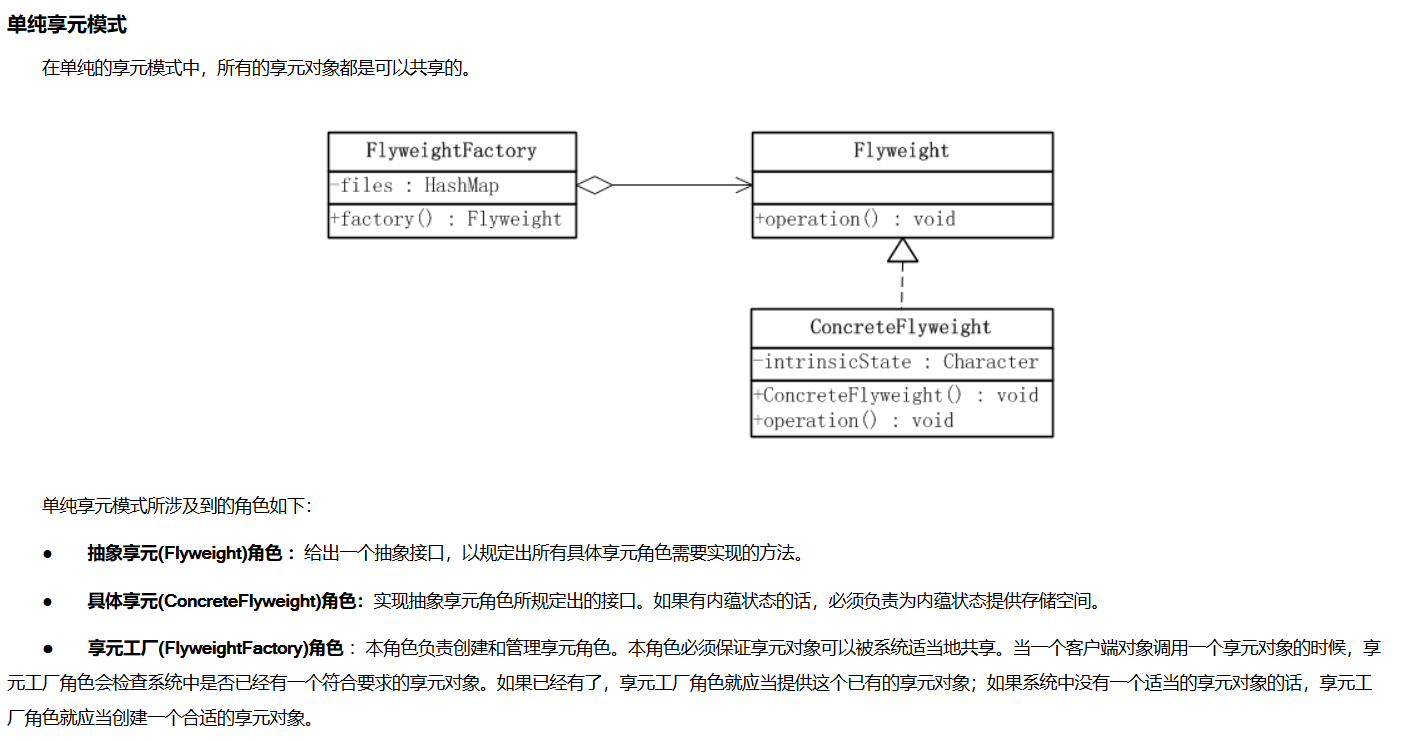 单纯享元模式
在单纯的享元模式中，所有的享元对象都是可以共享的。
FlyweightFactory
-files : HashMap
+factory() : Flyweight
Flyweight
+operation() : void
ConcreteFlyweight
-intrinsicState : Character
+ConcreteFlyweight() : void
+operation() : void
单纯享元模式所涉及到的角色如下：
● 抽象享元(Flyweight)角色 ：给出一个抽象接口，以规定出所有具体享元角色需要实现的方法。
● 具体享元(ConcreteFlyweight)角色：实现抽象享元角色所规定出的接口。如果有内蕴状态的话，必须负责为内蕴状态提供存储空间。
● 享元工厂(FlyweightFactory)角色 ：本角色负责创建和管理享元角色。本角色必须保证享元对象可以被系统适当地共享。当一个客户端对象调用一个享元对象的时候，享
元工厂角色会检查系统中是否已经有一个符合要求的享元对象。如果已经有了，享元工厂角色就应当提供这个已有的享元对象；如果系统中没有一个适当的享元对象的话，享元工
厂角色就应当创建一个合适的享元对象。